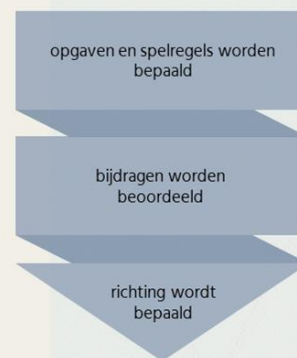 opgaven en spelregels worden
bepaald
bijdragen worden
beoordeeld
richting wordt
bepaald